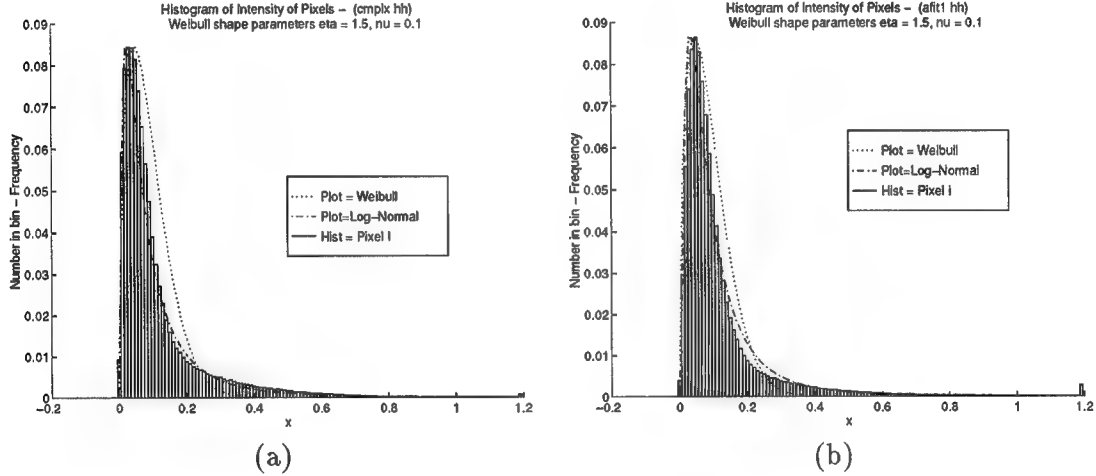 Histogram of Intensity of Pixels – (cmplx hh)
Weibull shape parameters eta = 1.5, nu = 0.1
0.09
0.08
0.07
0.06
0.05
0.04
0.03
0.02
0.01
0
Number in bin – Frequency
Plot = Weibull
Plot=Log–Normal
Hist = Pixel I
−0.2 0 0.2 0.4 0.6 0.8 1 1.2
x
(a)
Histogram of Intensity of Pixels – (afit1 hh)
Weibull shape parameters eta = 1.5, nu = 0.1
0.09
0.08
0.07
0.06
0.05
0.04
0.03
0.02
0.01
0
Number in bin – Frequency
Plot = Weibull
Plot=Log–Normal
Hist = Pixel I
−0.2 0 0.2 0.4 0.6 0.8 1 1.2
x
(b)